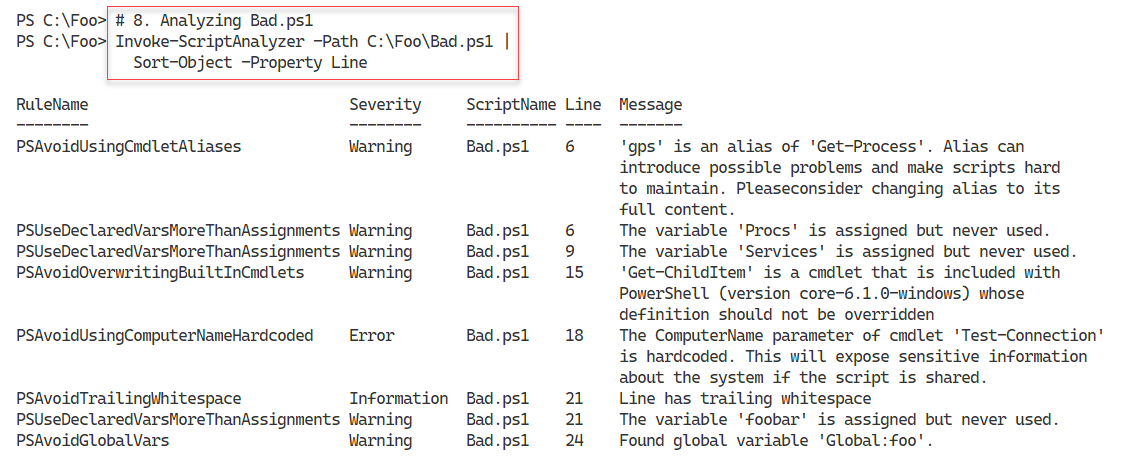 PS C:\Foo> # 8. Analyzing Bad.ps1
PS C:\Foo> Invoke-ScriptAnalyzer -Path C:\Foo\Bad.ps1 |
Sort-Object -Property Line
RuleName Severity ScriptName Line Message
-------- -------- ---------- ---- -------
PSAvoidUsingCmdletAliases Warning Bad.ps1 6 'gps' is an alias of 'Get-Process'. Alias can
introduce possible problems and make scripts hard
to maintain. Pleaseconsider changing alias to its
full content.
PSUseDeclaredVarsMoreThanAssignments Warning Bad.ps1 6 The variable 'Procs' is assigned but never used.
PSUseDeclaredVarsMoreThanAssignments Warning Bad.ps1 9 The variable 'Services' is assigned but never used.
PSAvoidOverwritingBuiltInCmdlets Warning Bad.ps1 15 'Get-ChildItem' is a cmdlet that is included with
PowerShell (version core-6.1.0-windows) whose
definition should not be overridden
PSAvoidUsingComputerNameHardcoded Error Bad.ps1 18 The ComputerName parameter of cmdlet 'Test-Connection'
is hardcoded. This will expose sensitive information
about the system if the script is shared.
PSAvoidTrailingWhitespace Information Bad.ps1 21 Line has trailing whitespace
PSUseDeclaredVarsMoreThanAssignments Warning Bad.ps1 21 The variable 'foobar' is assigned but never used.
PSAvoidGlobalVars Warning Bad.ps1 24 Found global variable 'Global:foo'.